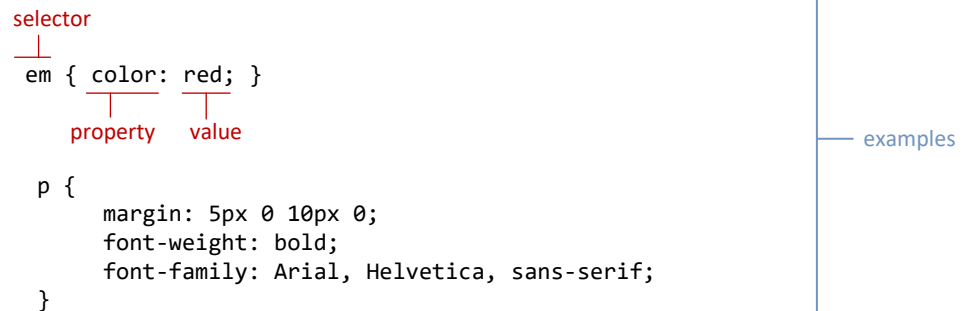 selector
em { color: red; }
property value
examples
p {
margin: 5px 0 10px 0;
font-weight: bold;
font-family: Arial, Helvetica, sans-serif;
}